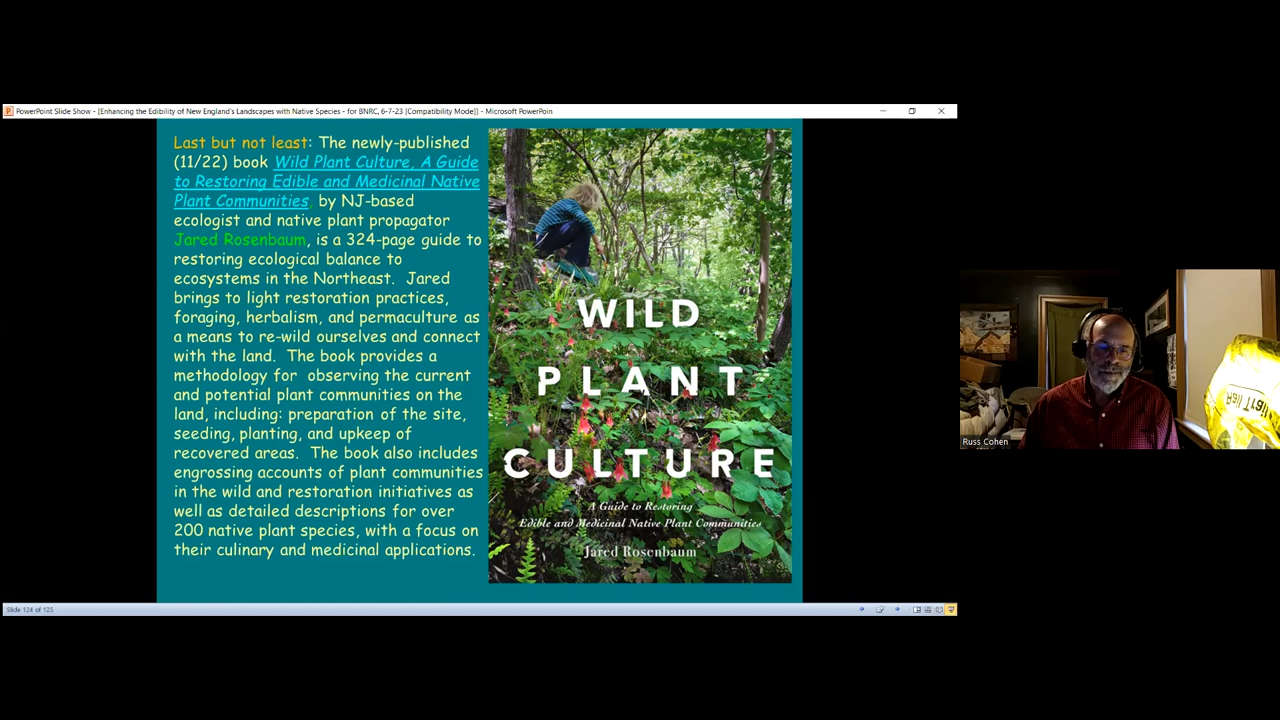 PowerPoint Slide Show - [Enhancing the Edibility of New England's Landscapes with Native Species - for BNRC, 6-7-23 [Compatibility Mode]] - Microsoft PowerPoin
Last but not least: The newly-published
(11/22) book Wild Plant Culture, A Guide
to Restoring Edible and Medicinal Native
Plant Communities, by NJ-based
ecologist and native plant propagator
Jared Rosenbaum, is a 324-page guide to
restoring ecological balance to
ecosystems in the Northeast. Jared
brings to light restoration practices,
foraging, herbalism, and permaculture as
a means to re-wild ourselves and connect
with the land. The book provides a
methodology for observing the current
and potential plant communities on the
land, including: preparation of the site,
seeding, planting, and upkeep of
recovered areas. The book also includes
engrossing accounts of plant communities
in the wild and restoration initiatives as
well as detailed descriptions for over
200 native plant species, with a focus on
their culinary and medicinal applications.
WILD
PLANT
CULTURE
A Guide to Restoring
Edible and Medicinal Native Plant Communities
Jared Rosenbaum
Slide 124 of 125
Russ Cohen